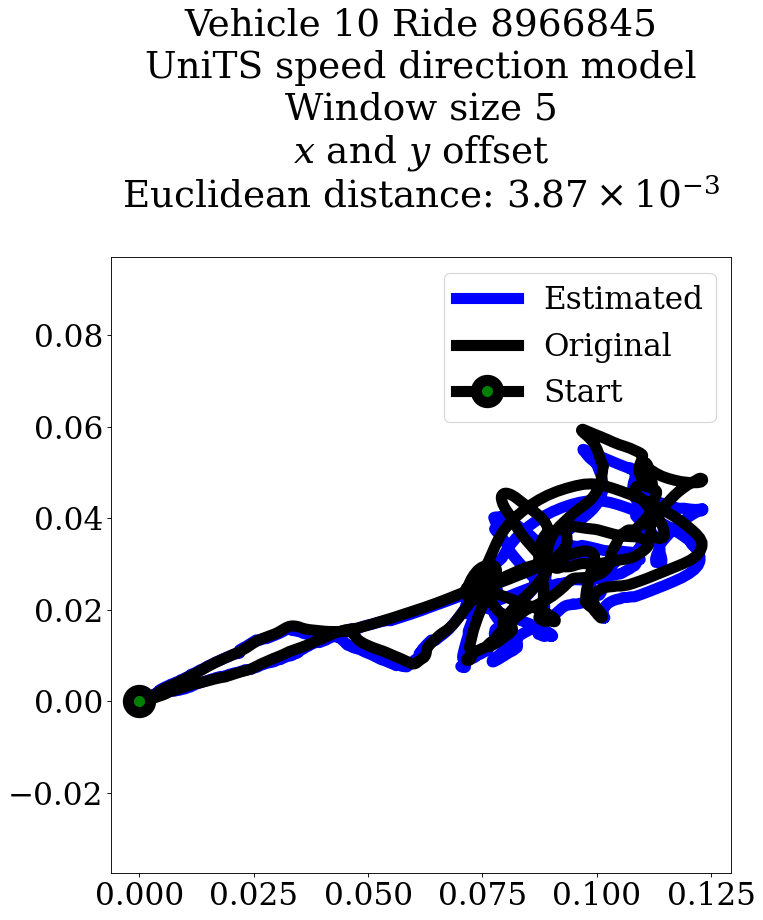 Vehicle 10 Ride 8966845
UniTS speed direction model
Window size 5
x and y offset
Euclidean distance: 3.87 × 10⁻³
Estimated
Original
Start
0.08
0.06
0.04
0.02
0.00
−0.02
0.000 0.025 0.050 0.075 0.100 0.125